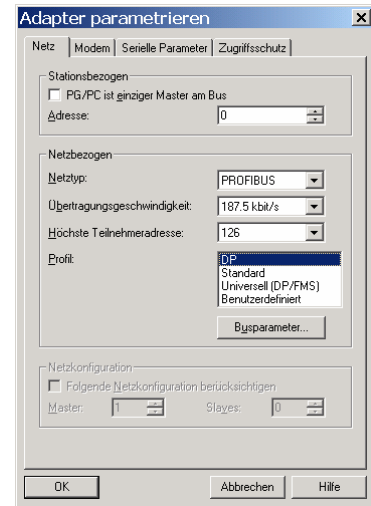 Adapter parametrieren
Netz Modem Serielle Parameter Zugriffsschutz
Stationsbezogen
PG/PC ist einziger Master am Bus
Adresse: 0
Netzbezogen
Netztyp: PROFIBUS
Übertragungsgeschwindigkeit: 187.5 kbit/s
Höchste Teilnehmeradresse: 126
Profil: DP
Standard
Universell (DP/FMS)
Benutzerdefiniert
Busparameter...
Netzkonfiguration
Folgende Netzkonfiguration berücksichtigen
Master: 1 Slaves: 0
OK Abbrechen Hilfe